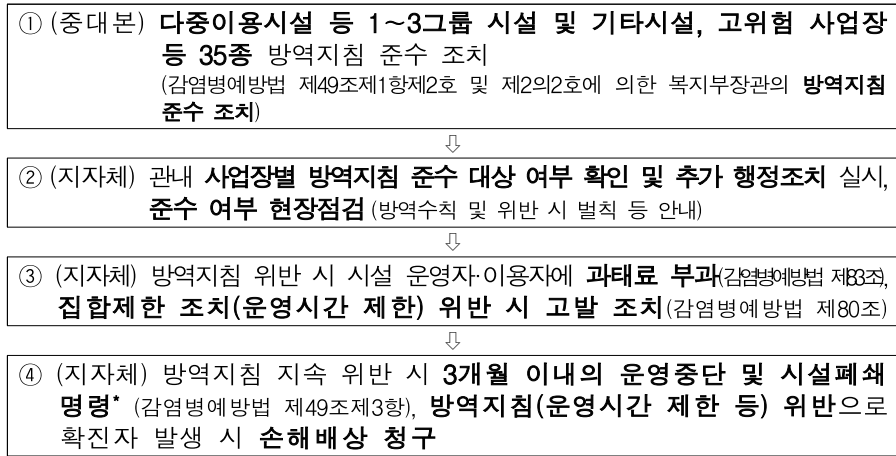 ① (중대본) 다중이용시설 등 1~3그룹 시설 및 기타시설, 고위험 사업장
등 35종 방역지침 준수 조치
(감염병예방법 제49조제1항제2호 및 제2의2호에 의한 복지부장관의 방역지침
준수 조치)
⇩
② (지자체) 관내 사업장별 방역지침 준수 대상 여부 확인 및 추가 행정조치 실시,
준수 여부 현장점검 (방역수칙 및 위반 시 벌칙 등 안내)
⇩
③ (지자체) 방역지침 위반 시 시설 운영자·이용자에 과태료 부과(감염병예방법 제83조),
집합제한 조치(운영시간 제한) 위반 시 고발 조치(감염병예방법 제80조)
⇩
④ (지자체) 방역지침 지속 위반 시 3개월 이내의 운영중단 및 시설폐쇄
명령* (감염병예방법 제49조제3항), 방역지침(운영시간 제한 등) 위반으로
확진자 발생 시 손해배상 청구